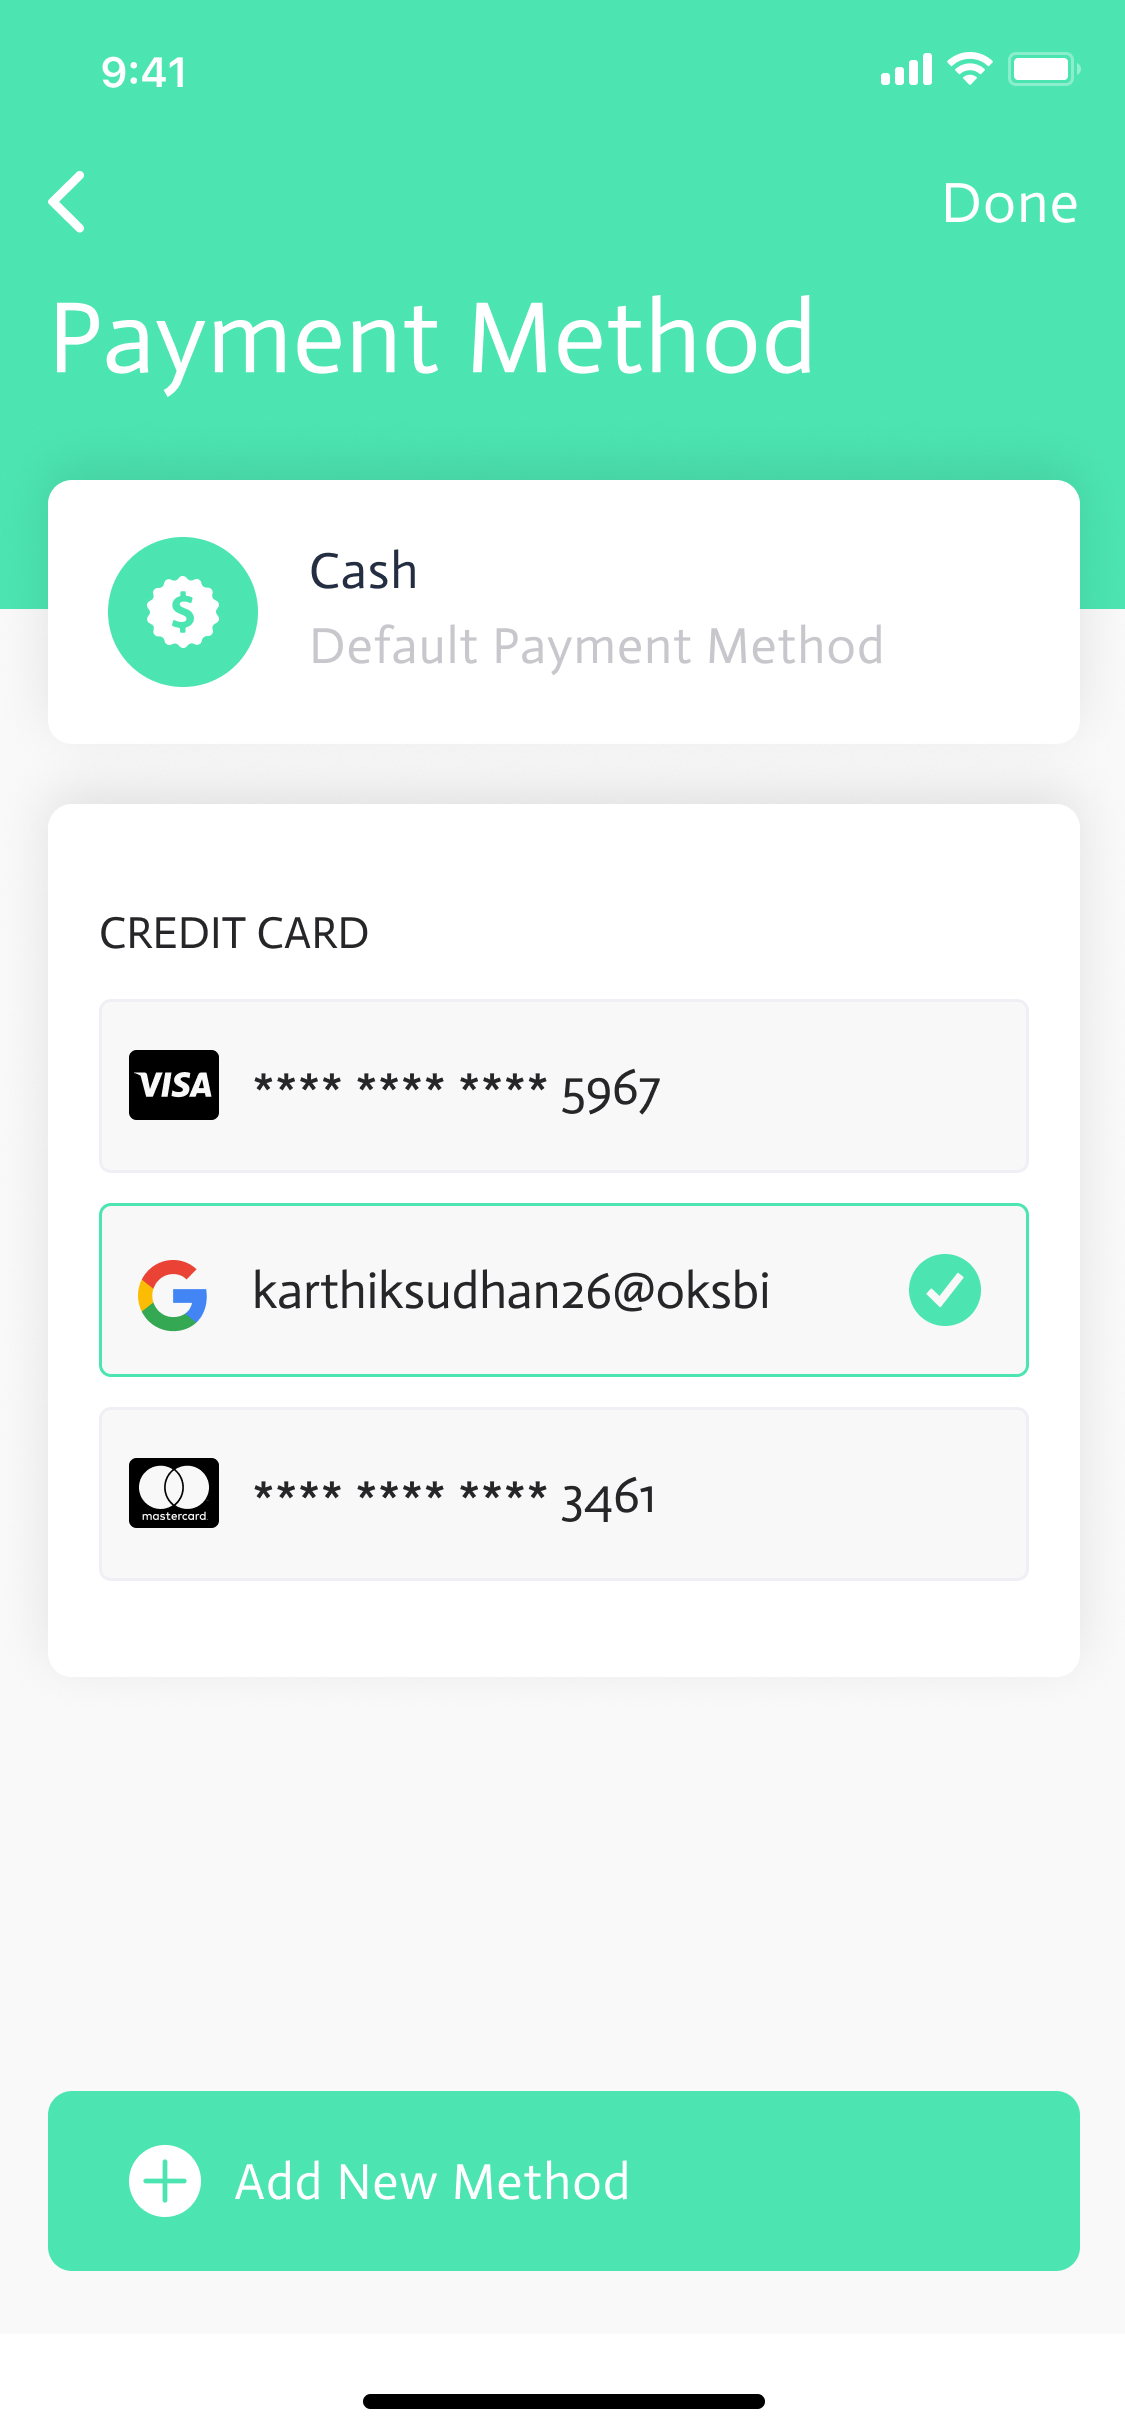 9:41
Done
Payment Method
$
Cash
Default Payment Method
CREDIT CARD
VISA **** **** **** 5967
karthiksudhan26@oksbi
mastercard. **** **** **** 3461
Add New Method